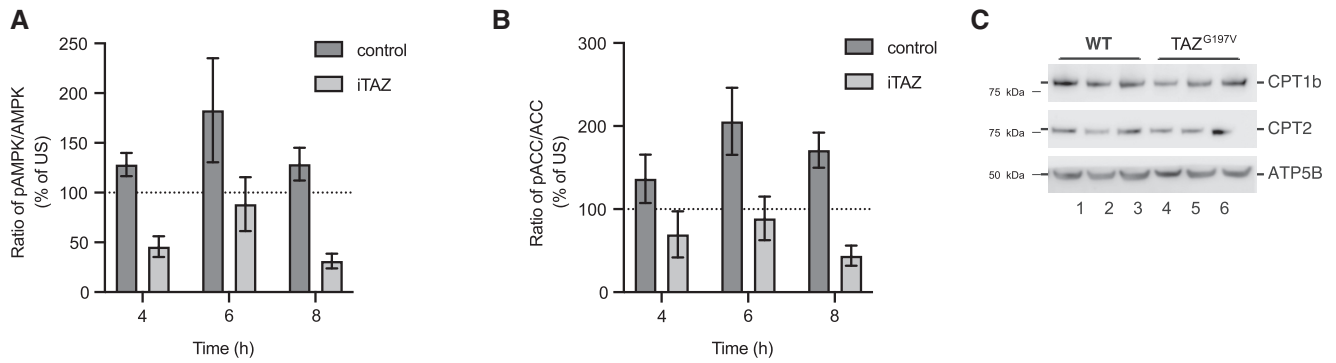 A
Ratio of pAMPK/AMPK
(% of US)
250
200
150
100
50
0
control
iTAZ
4 6 8
Time (h)
B
Ratio of pACC/ACC
(% of US)
300
200
100
0
control
iTAZ
4 6 8
Time (h)
C
WT TAZG197V
75 kDa CPT1b
75 kDa CPT2
50 kDa ATP5B
1 2 3 4 5 6